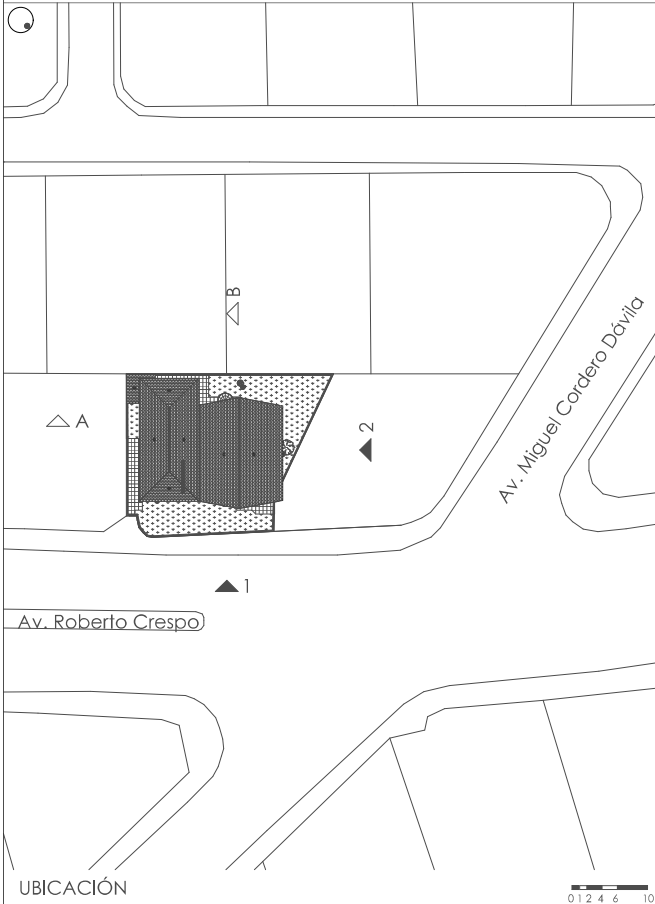 B
A
2
Av. Miguel Cordero Dávila
1
Av. Roberto Crespo
UBICACIÓN
0 1 2 4 6 10